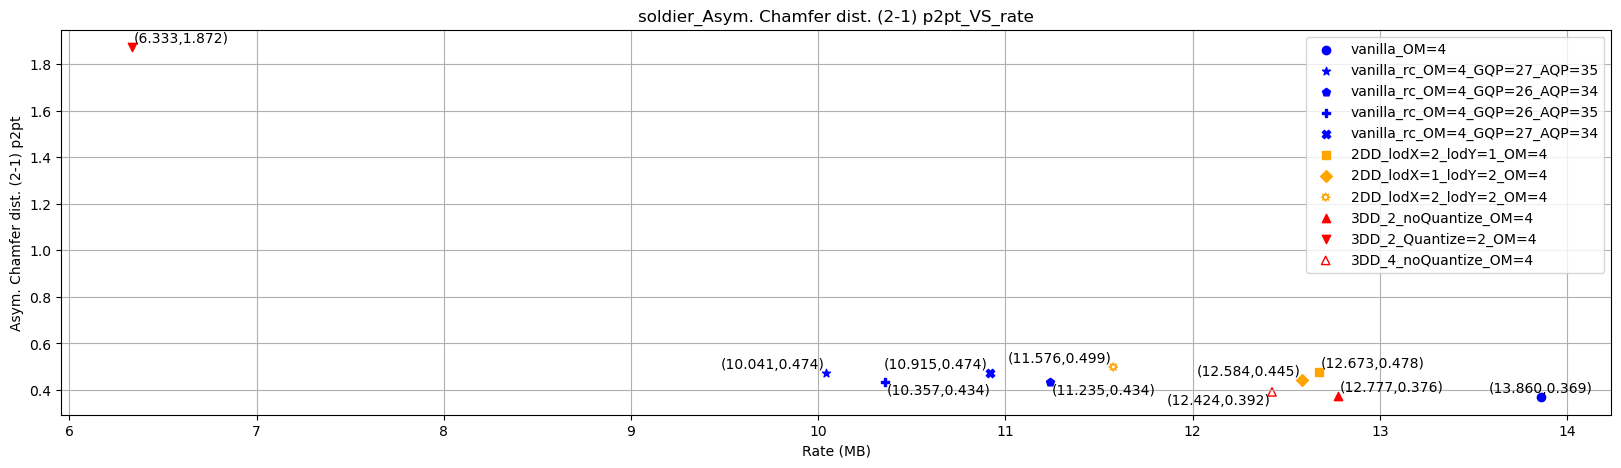 soldier_Asym. Chamfer dist. (2-1) p2pt_VS_rate
Asym. Chamfer dist. (2-1) p2pt
1.8
1.6
1.4
1.2
1.0
0.8
0.6
0.4
(6.333,1.872)
vanilla_OM=4
vanilla_rc_OM=4_GQP=27_AQP=35
vanilla_rc_OM=4_GQP=26_AQP=34
vanilla_rc_OM=4_GQP=26_AQP=35
vanilla_rc_OM=4_GQP=27_AQP=34
2DD_lodX=2_lodY=1_OM=4
2DD_lodX=1_lodY=2_OM=4
2DD_lodX=2_lodY=2_OM=4
3DD_2_noQuantize_OM=4
3DD_2_Quantize=2_OM=4
3DD_4_noQuantize_OM=4
(10.041,0.474)
(10.915,0.474)
(11.576,0.499)
(12.584,0.445)
(12.673,0.478)
(10.357,0.434)
(11.235,0.434)
(12.424,0.392)
(12.777,0.376)
(13.860,0.369)
6
7
8
9
10
11
12
13
14
Rate (MB)